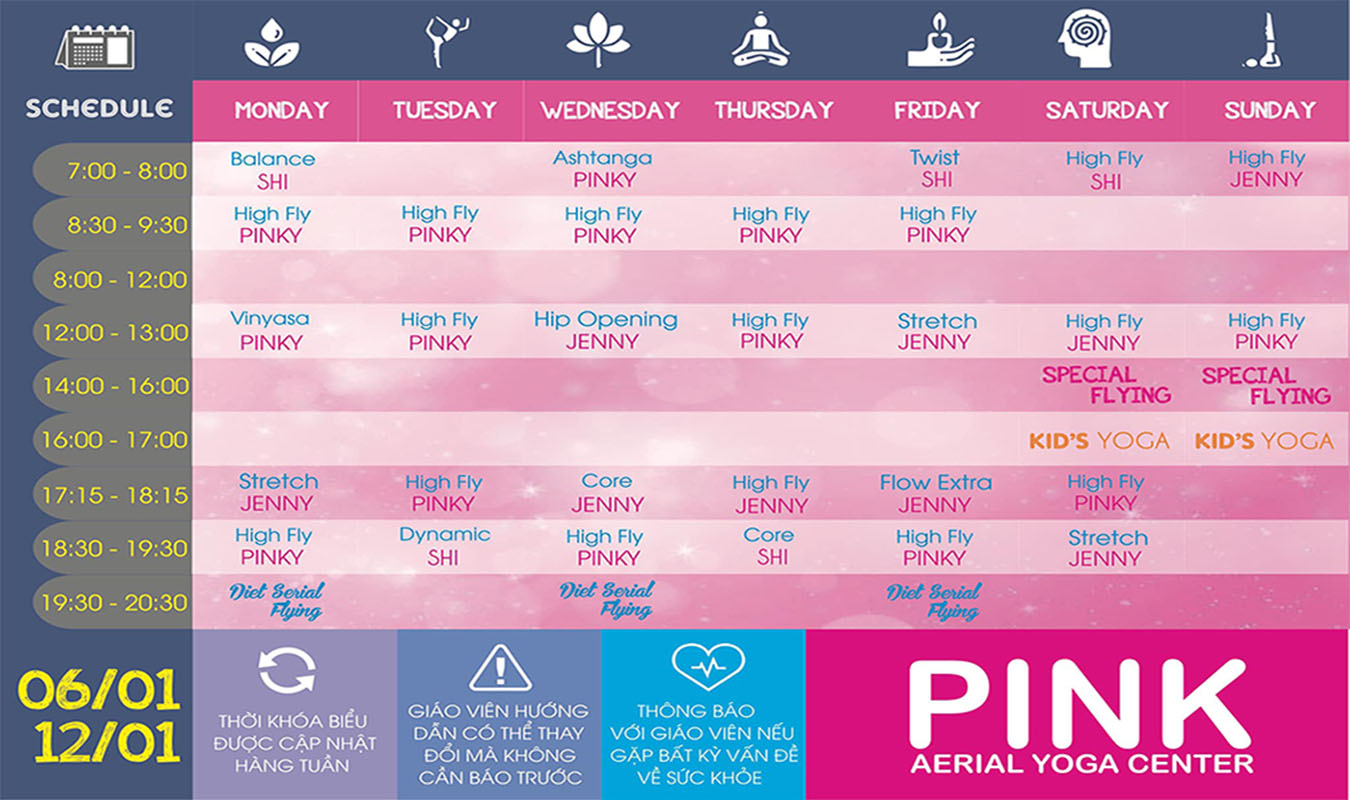 SCHEDULE MONDAY TUESDAY WEDNESDAY THURSDAY FRIDAY SATURDAY SUNDAY
7:00 - 8:00 Balance Ashtanga Twist High Fly High Fly
SHI PINKY SHI SHI JENNY
8:30 - 9:30 High Fly High Fly High Fly High Fly High Fly
PINKY PINKY PINKY PINKY PINKY
8:00 - 12:00
12:00 - 13:00 Vinyasa High Fly Hip Opening High Fly Stretch High Fly High Fly
PINKY PINKY JENNY PINKY JENNY JENNY PINKY
14:00 - 16:00 SPECIAL SPECIAL
FLYING FLYING
16:00 - 17:00 KID'S YOGA KID'S YOGA
17:15 - 18:15 Stretch High Fly Core High Fly Flow Extra High Fly
JENNY PINKY JENNY JENNY JENNY PINKY
18:30 - 19:30 High Fly Dynamic High Fly Core High Fly Stretch
PINKY SHI PINKY SHI PINKY JENNY
19:30 - 20:30 Diet Serial Diet Serial Diet Serial
Flying Flying Flying
06/01
12/01
THỜI KHÓA BIỂU
ĐƯỢC CẬP NHẬT
HÀNG TUẦN
GIÁO VIÊN HƯỚNG
DẪN CÓ THỂ THAY
ĐỔI MÀ KHÔNG
CẦN BÁO TRƯỚC
THÔNG BÁO
VỚI GIÁO VIÊN NẾU
GẶP BẤT KỲ VẤN ĐỀ
VỀ SỨC KHỎE
PINK
AERIAL YOGA CENTER